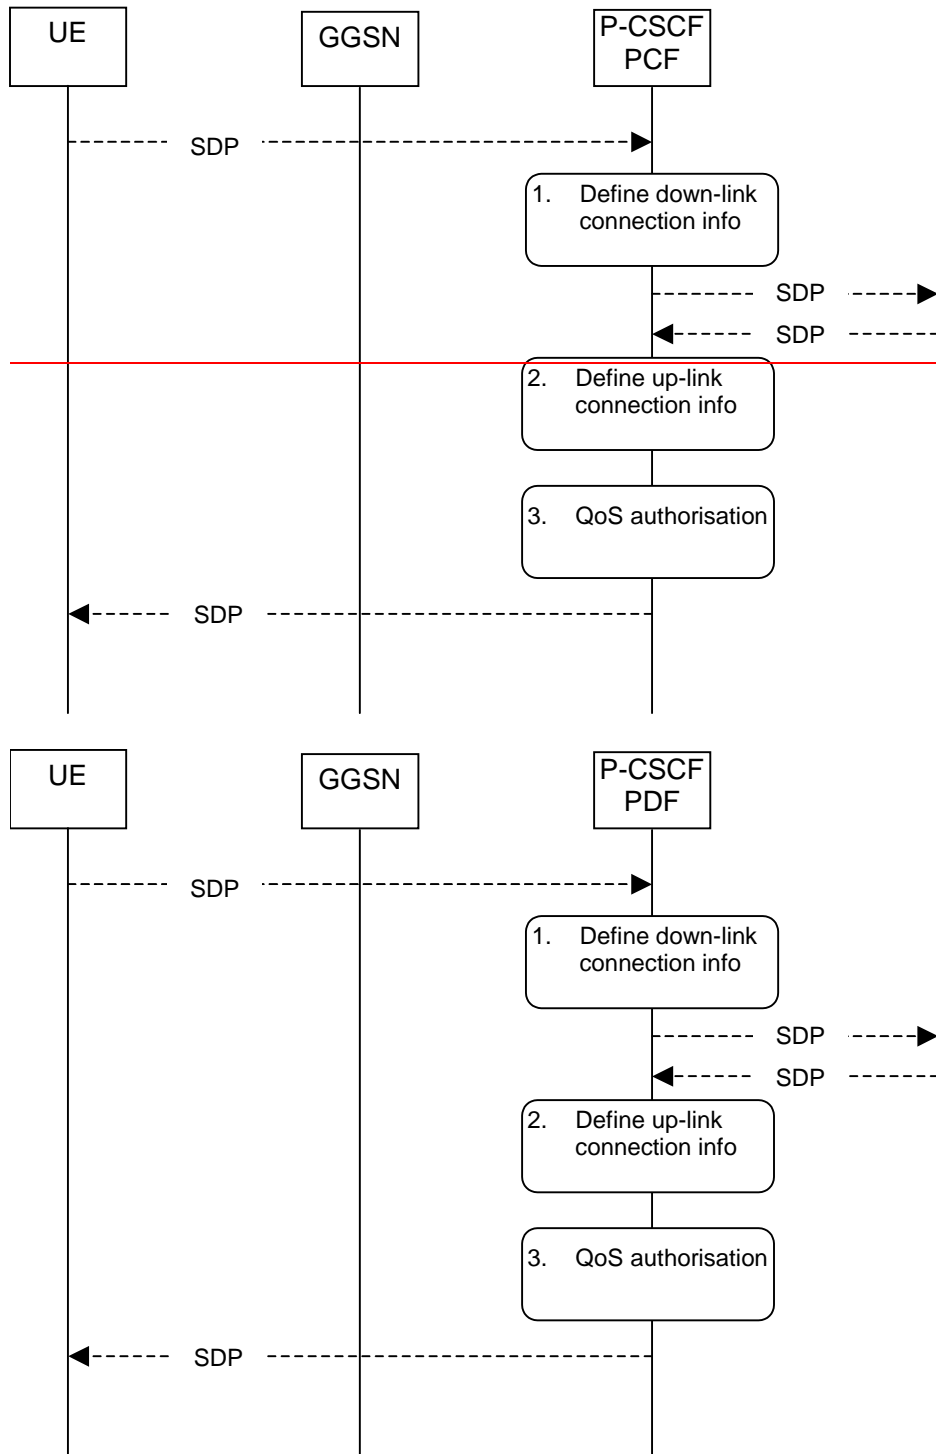 UE
GGSN
P-CSCF
PCF
SDP
1. Define down-link
connection info
SDP
SDP
2. Define up-link
connection info
3. QoS authorisation
SDP
UE
GGSN
P-CSCF
PDF
SDP
1. Define down-link
connection info
SDP
SDP
2. Define up-link
connection info
3. QoS authorisation
SDP